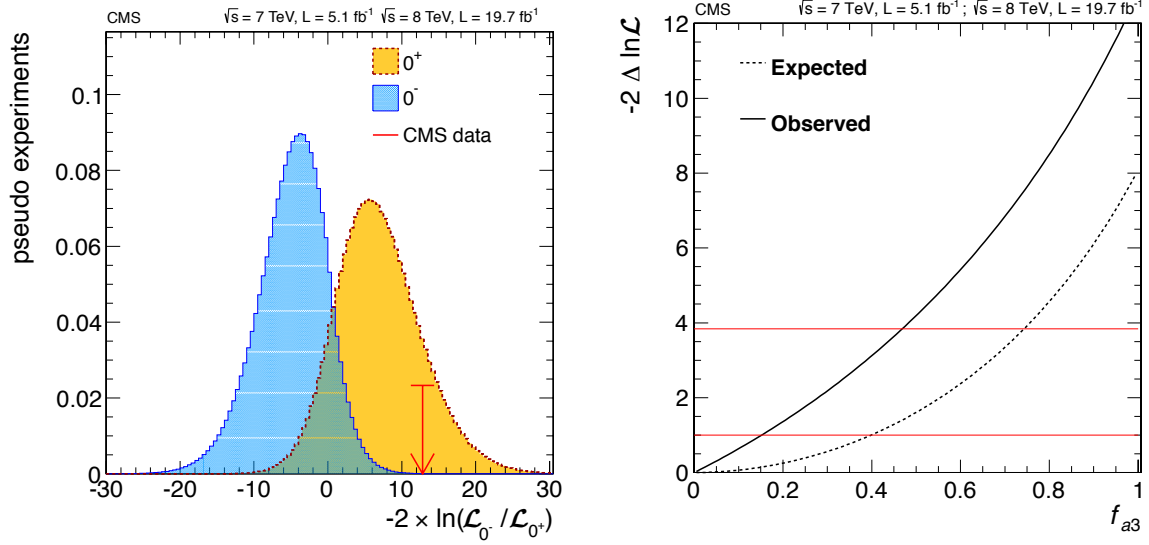 CMS √s = 7 TeV, L = 5.1 fb⁻¹ √s = 8 TeV, L = 19.7 fb⁻¹
pseudo experiments
0⁺
0⁻
CMS data
0.1
0.08
0.06
0.04
0.02
0
-30 -20 -10 0 10 20 30
-2 × ln(ℒ₀⁻ /ℒ₀⁺)
CMS √s = 7 TeV, L = 5.1 fb⁻¹ ; √s = 8 TeV, L = 19.7 fb⁻¹
-2 Δ lnℒ
Expected
Observed
12
10
8
6
4
2
0
0 0.2 0.4 0.6 0.8 1
f_{a3}